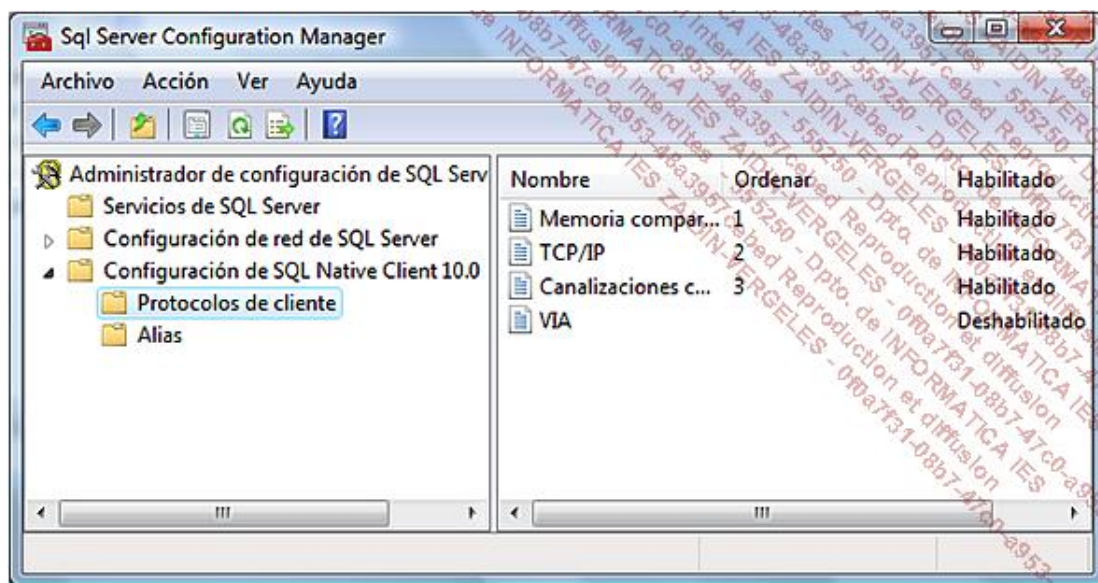 Sql Server Configuration Manager
Archivo Acción Ver Ayuda
Administrador de configuración de SQL Serv
Servicios de SQL Server
Configuración de red de SQL Server
Configuración de SQL Native Client 10.0
Protocolos de cliente
Alias
Nombre Ordenar Habilitado
Memoria compar... 1 Habilitado
TCP/IP 2 Habilitado
Canalizaciones c... 3 Habilitado
VIA Deshabilitado